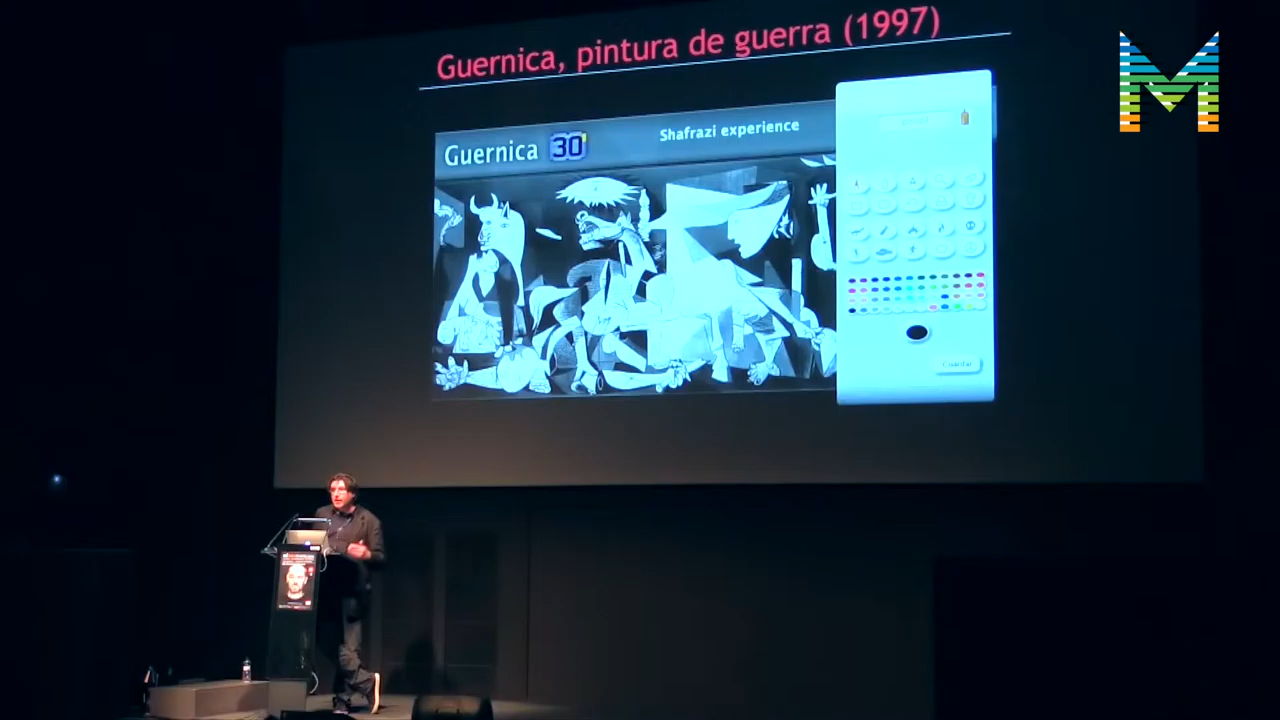 Guernica, pintura de guerra (1997)
Guernica 30
Shafrazi experience
Guardar
M